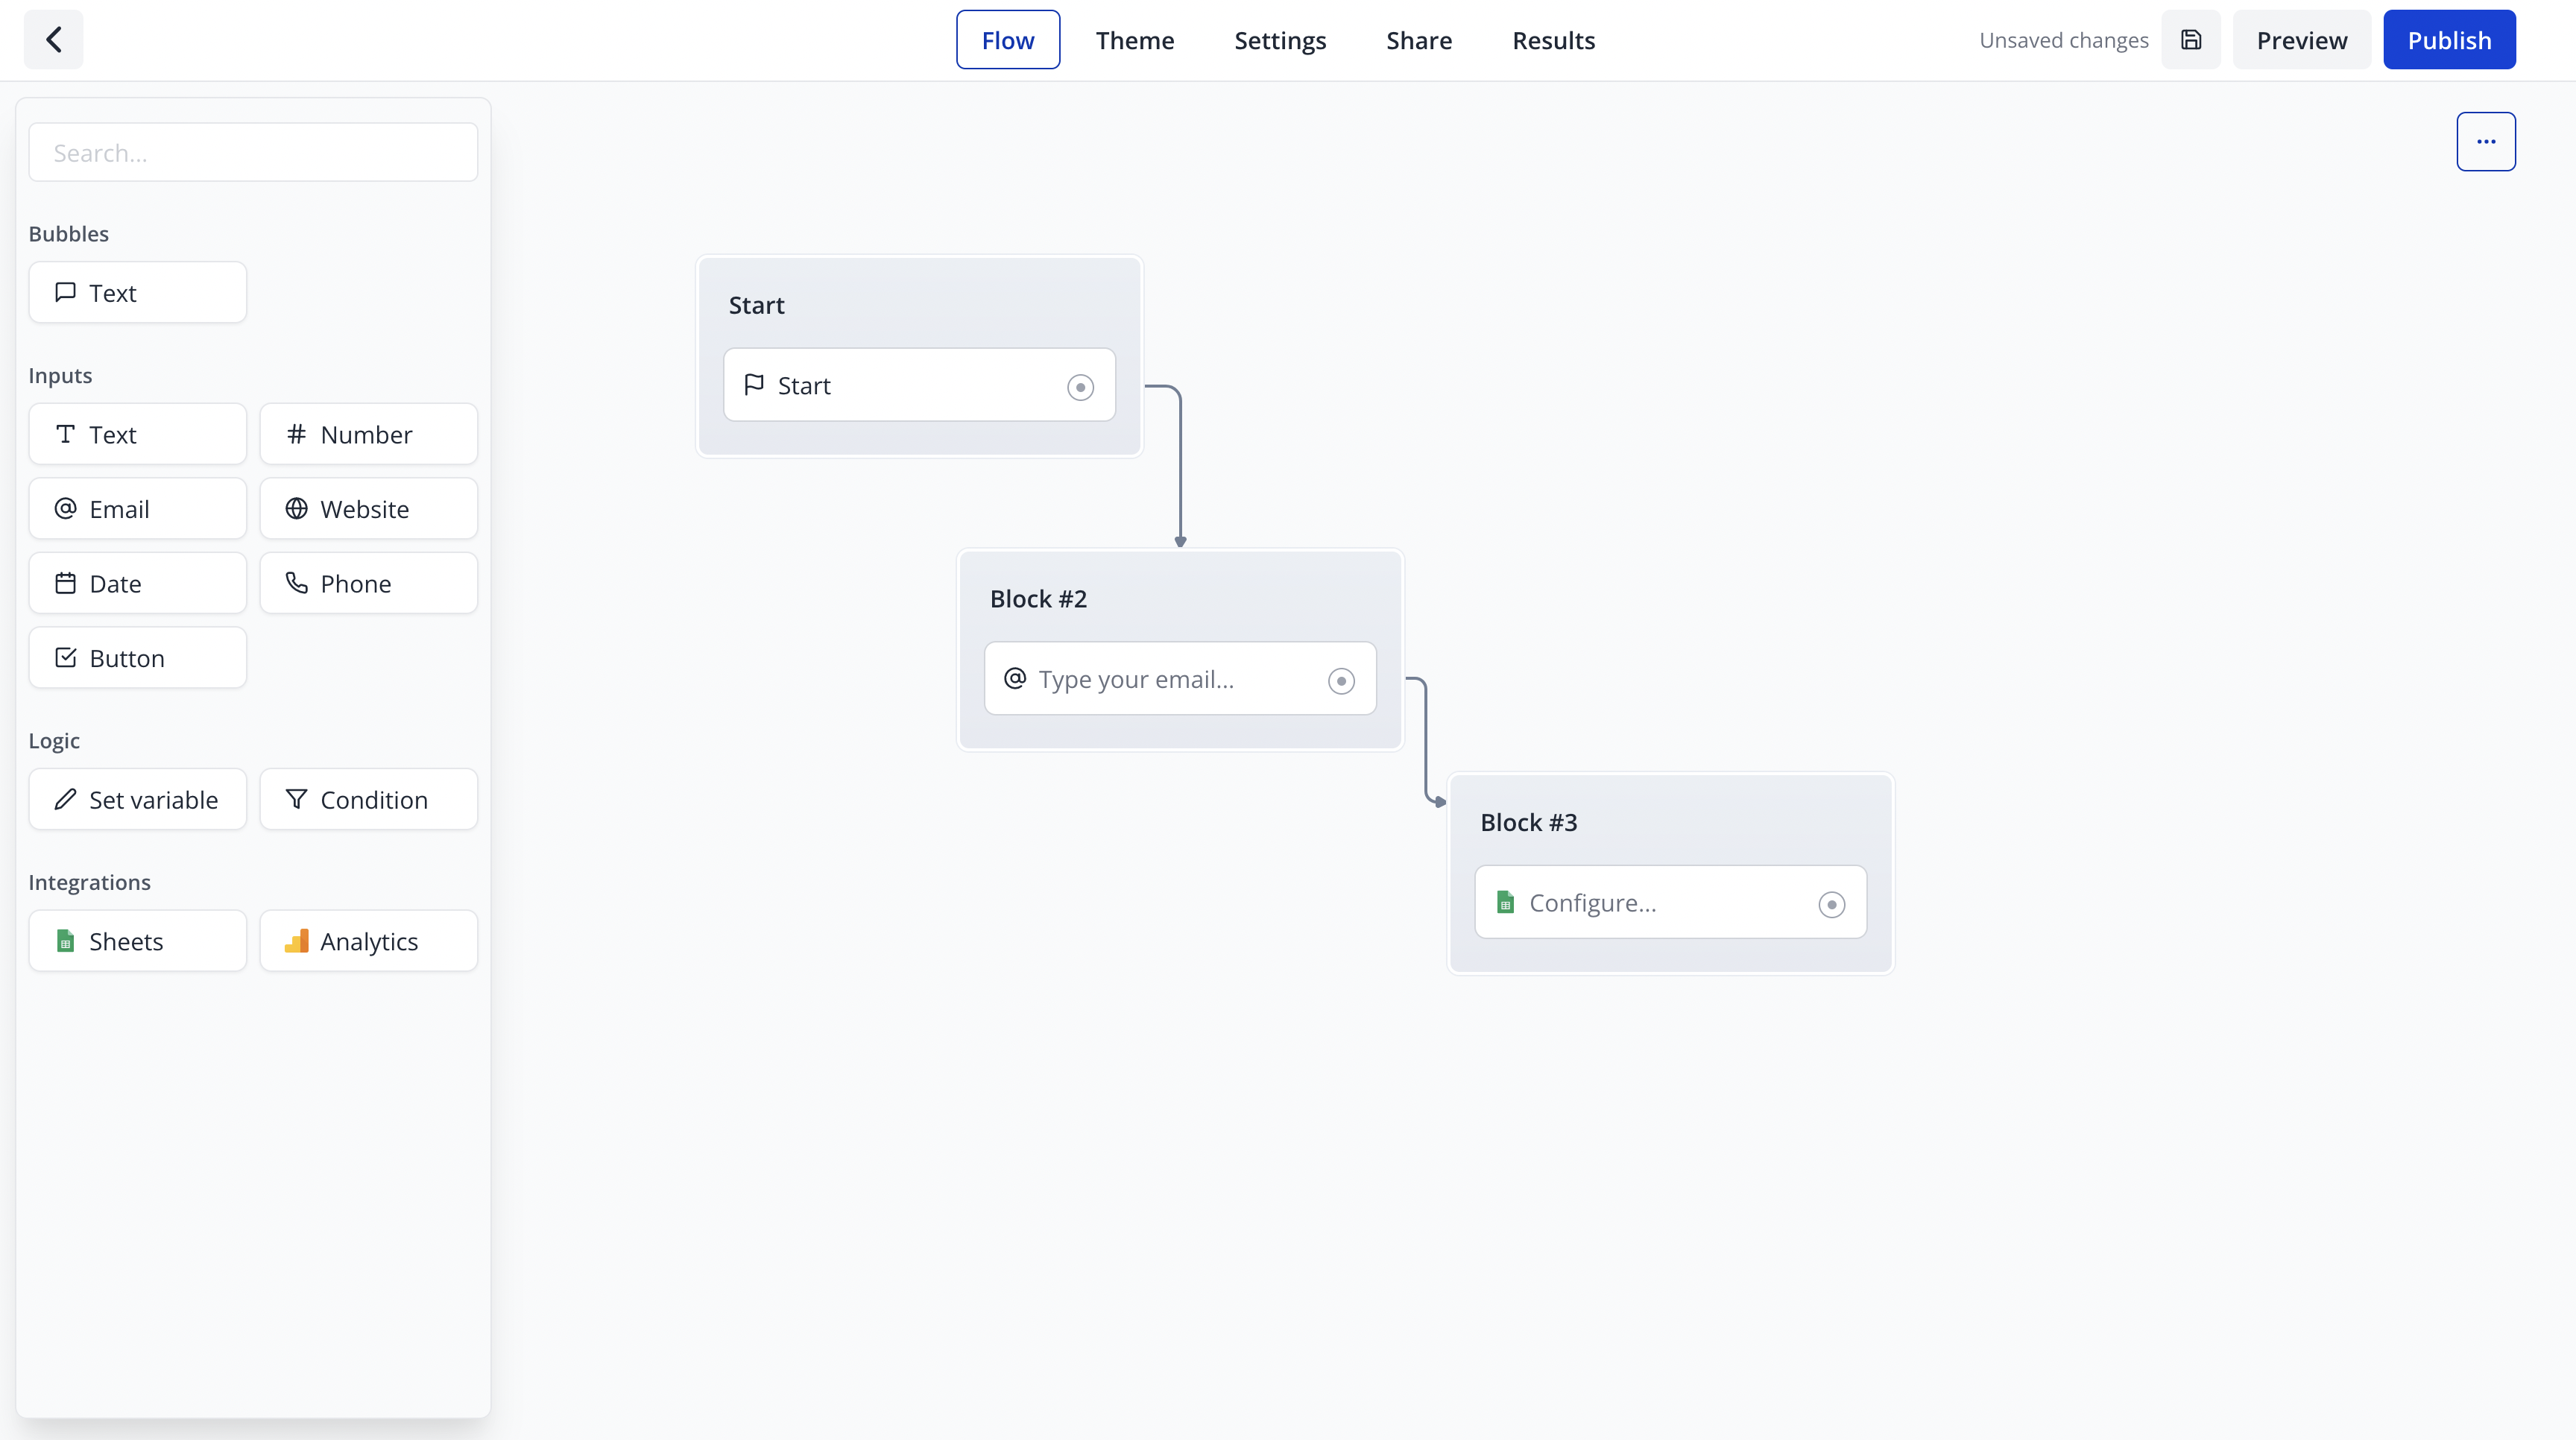 Flow Theme Settings Share Results Unsaved changes Preview Publish
Search...
Bubbles
Text
Inputs
Text Number
Email Website
Date Phone
Button
Logic
Set variable Condition
Integrations
Sheets Analytics
...
Start
Start
Block #2
Type your email...
Block #3
Configure...